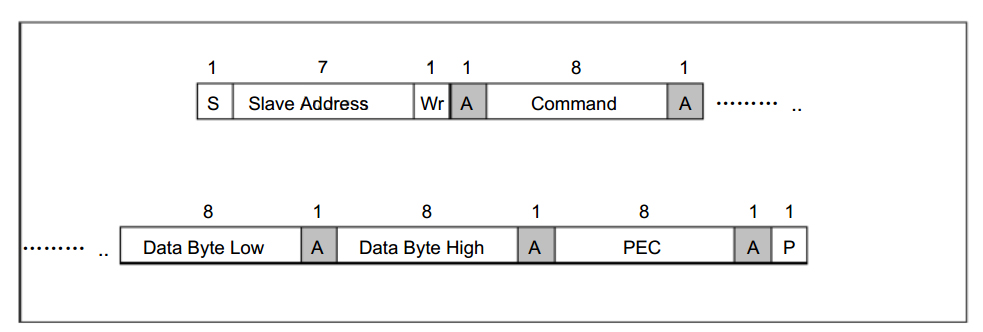 1 7 1 1 8 1
S Slave Address Wr A Command A ......... ..
8 1 8 1 8 1 1
......... .. Data Byte Low A Data Byte High A PEC A P